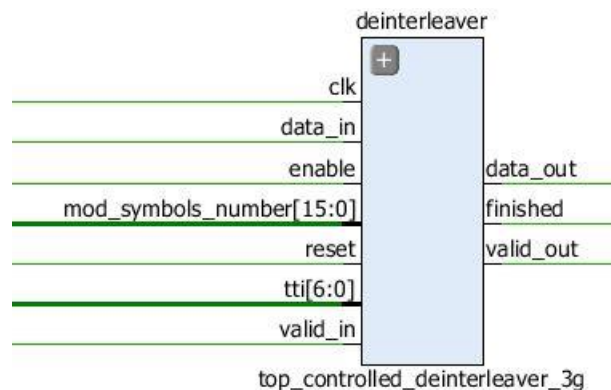 deinterleaver
+
clk
data_in
enable
data_out
mod_symbols_number[15:0]
finished
reset
valid_out
tti[6:0]
valid_in
top_controlled_deinterleaver_3g